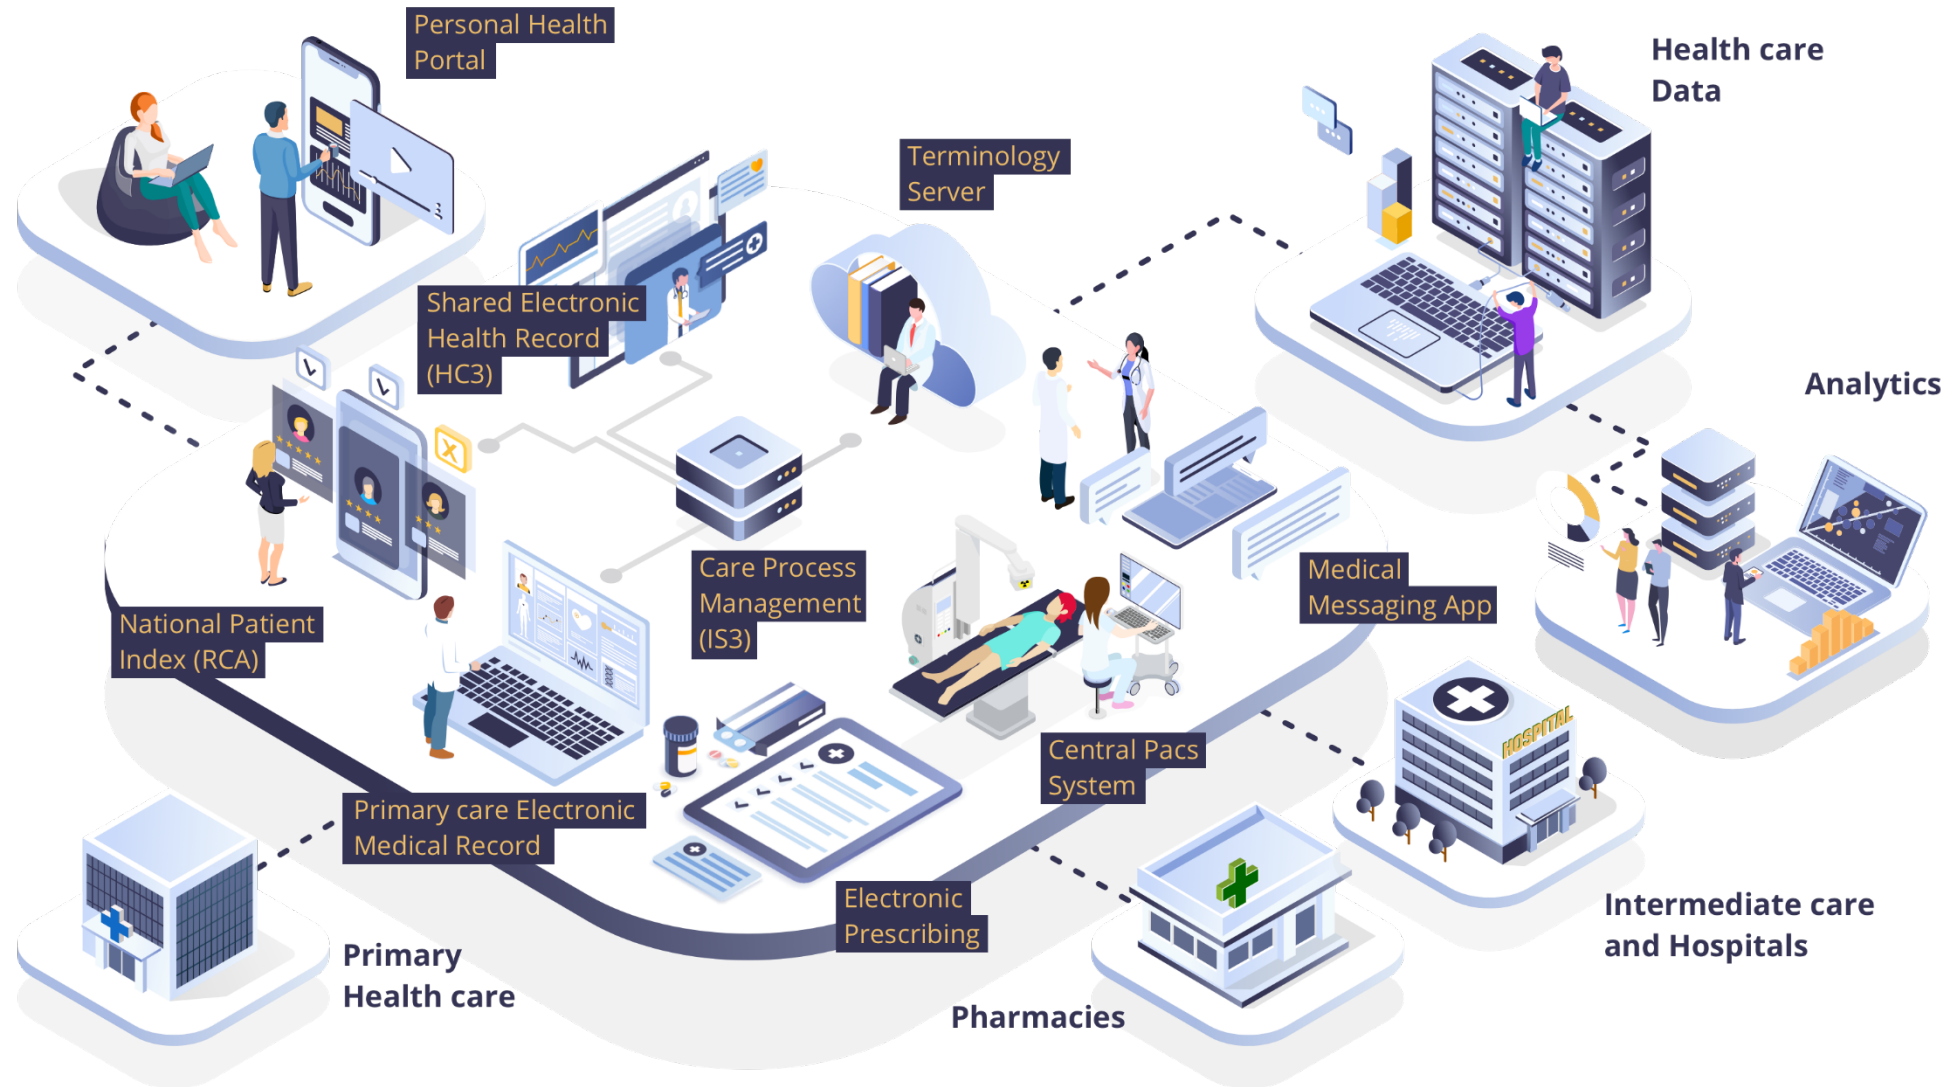 Personal Health
Portal
Health care
Data
Terminology
Server
Shared Electronic
Health Record
(HC3)
Analytics
National Patient
Index (RCA)
Care Process
Management
(IS3)
Medical
Messaging App
HOSPITAL
Central Pacs
System
Primary care Electronic
Medical Record
Electronic
Prescribing
Intermediate care
and Hospitals
Primary
Health care
Pharmacies